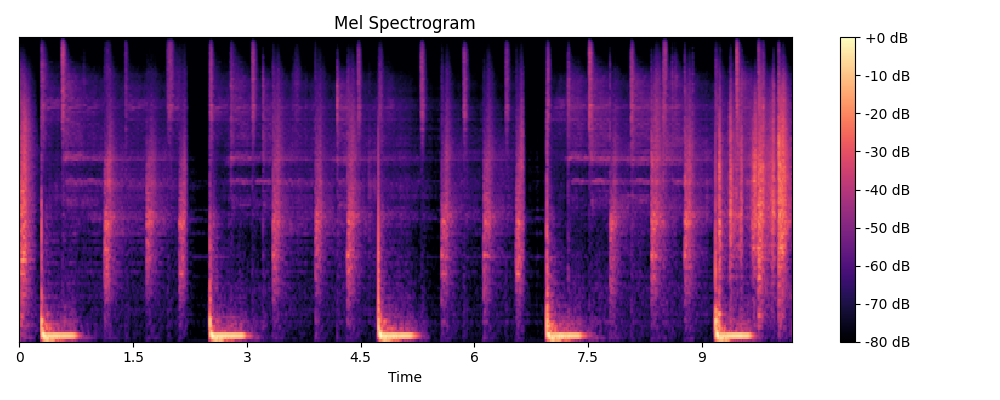 Mel Spectrogram
+0 dB
-10 dB
-20 dB
-30 dB
-40 dB
-50 dB
-60 dB
-70 dB
-80 dB
0 1.5 3 4.5 6 7.5 9
Time